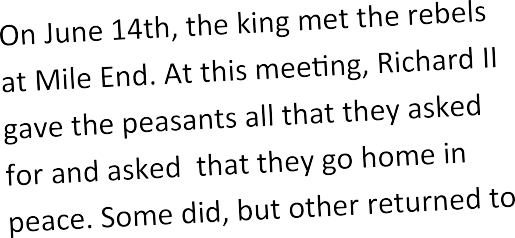 On June 14th, the king met the rebels
at Mile End. At this meeting, Richard II
gave the peasants all that they asked
for and asked  that they go home in
peace. Some did, but other returned to